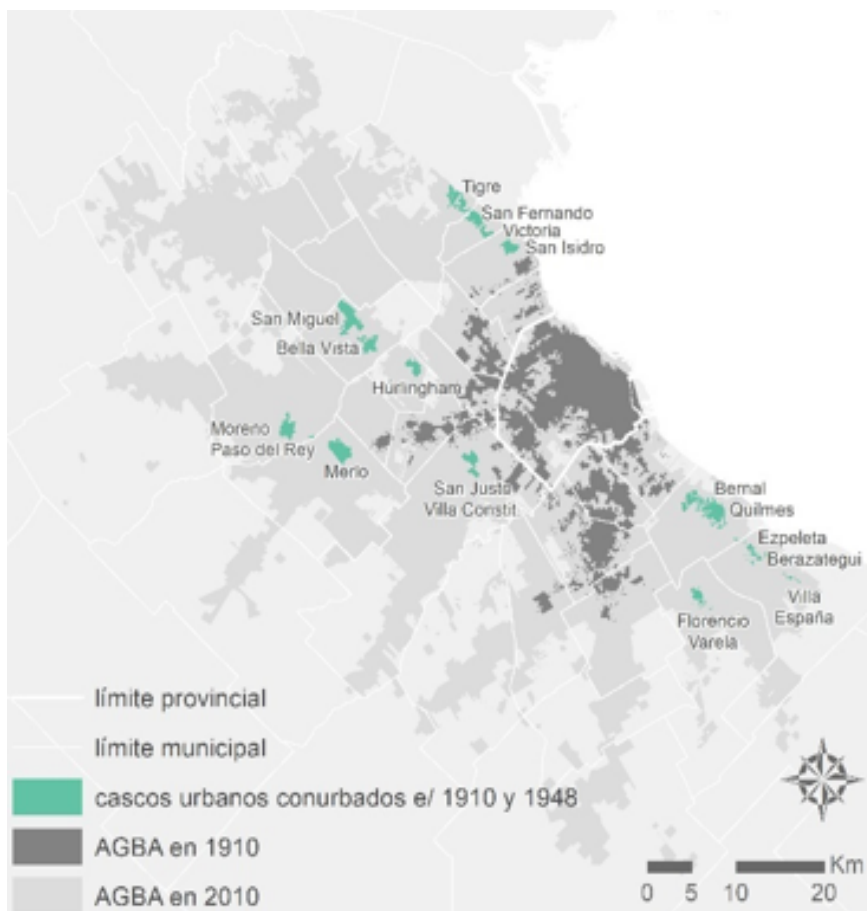 Tigre
San Fernando
Victoria
San Isidro
San Miguel
Bella Vista
Hurlingham
Moreno
Paso del Rey
Merlo
San Justo
Villa Constit.
Bernal
Quilmes
Ezpeleta
Berazategui
Villa
España
Florencio
Varela
límite provincial
límite municipal
cascos urbanos conurbados e/ 1910 y 1948
AGBA en 1910
AGBA en 2010
Km
0 5 10 20